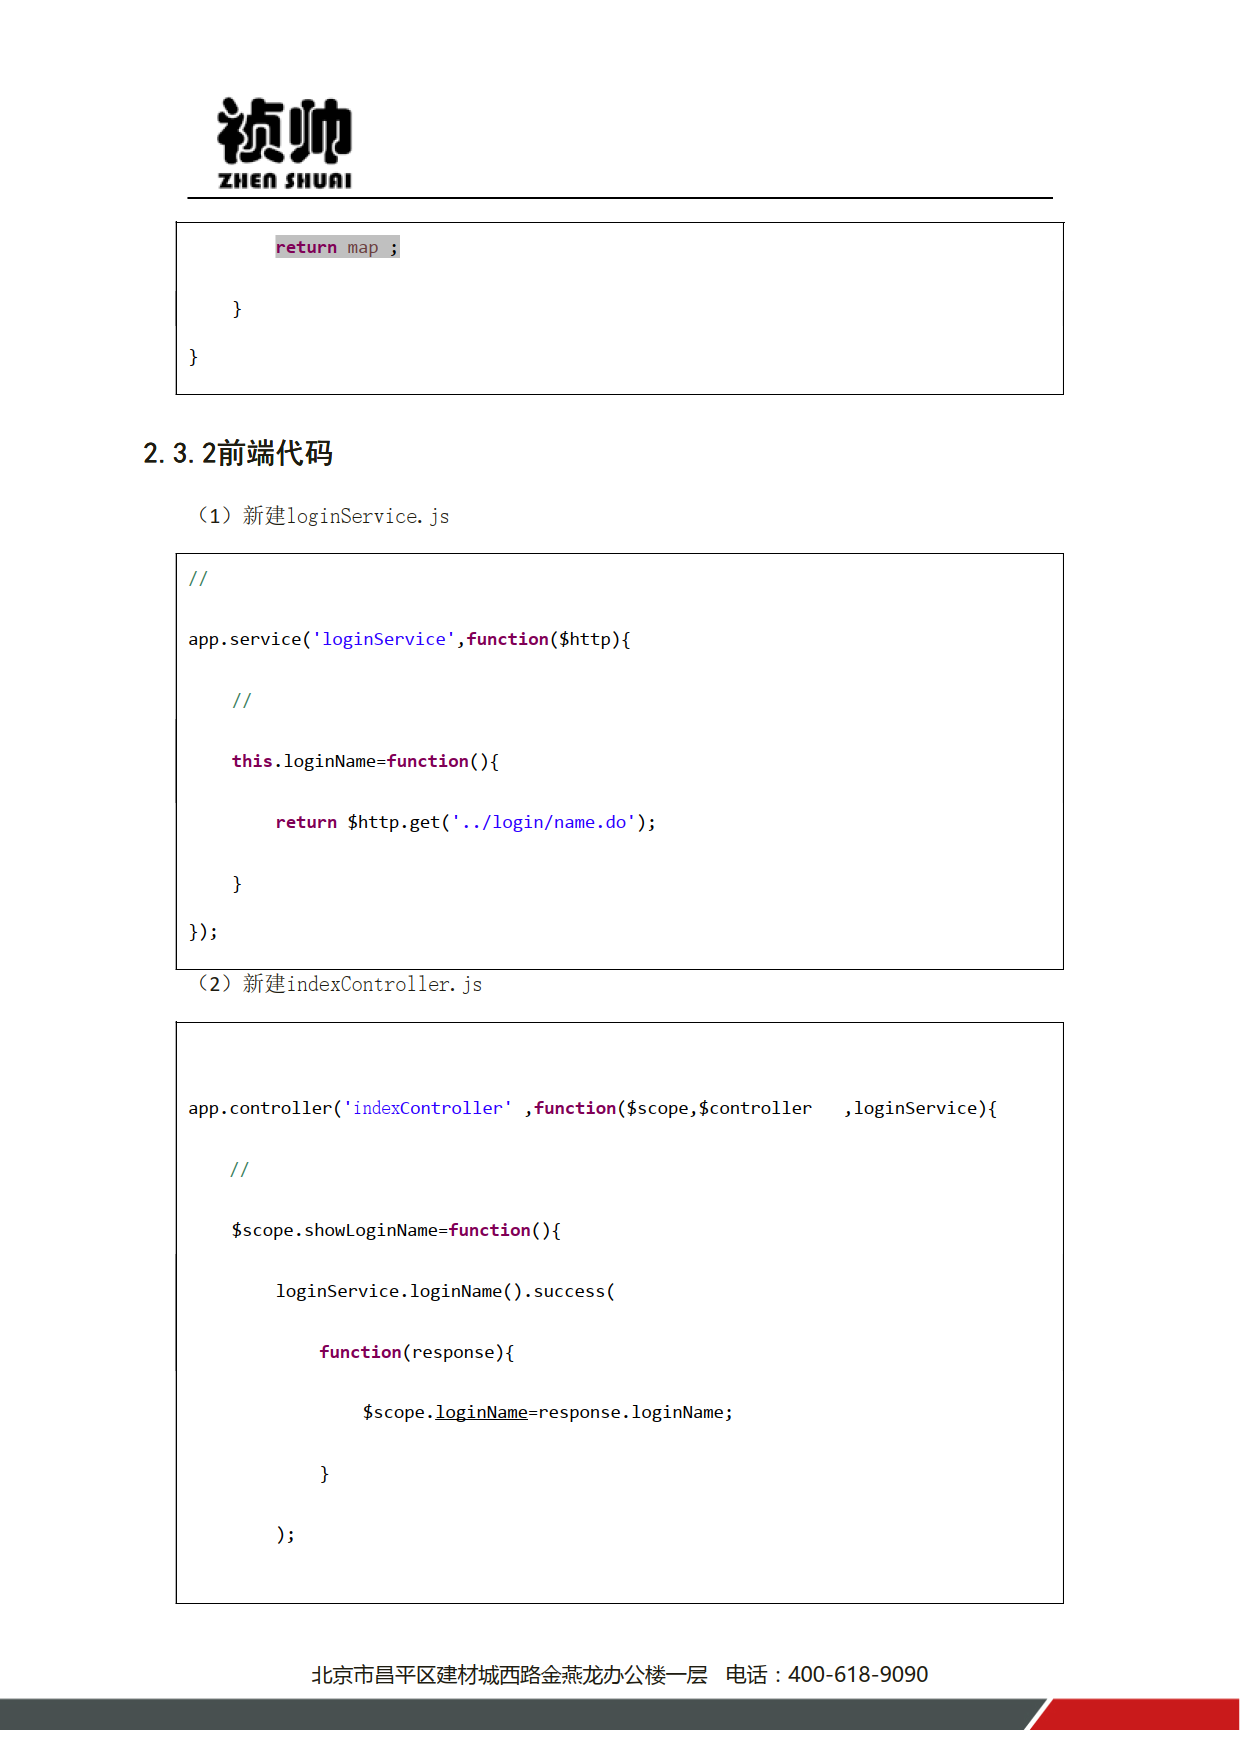 祯帅
ZHEN SHUAI
return map ;
}
}
2.3.2前端代码
（1）新建loginService.js
//
app.service('loginService',function($http){
//
this.loginName=function(){
return $http.get('../login/name.do');
}
});
（2）新建indexController.js
app.controller('indexController' ,function($scope,$controller   ,loginService){
//
$scope.showLoginName=function(){
loginService.loginName().success(
function(response){
$scope.loginName=response.loginName;
}
);
北京市昌平区建材城西路金燕龙办公楼一层   电话：400-618-9090